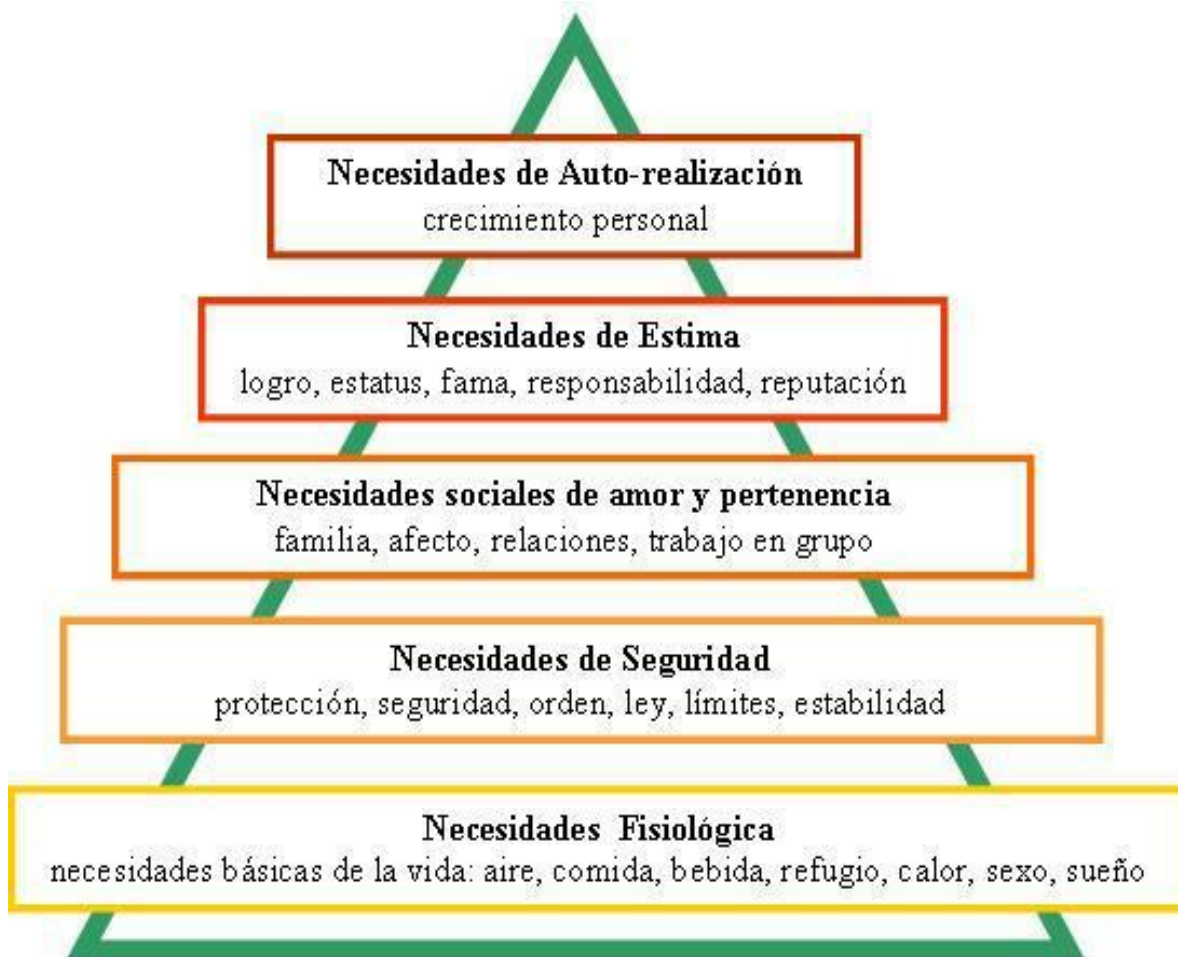 Necesidades de Auto-realización
crecimiento personal
Necesidades de Estima
logro, estatus, fama, responsabilidad, reputación
Necesidades sociales de amor y pertenencia
familia, afecto, relaciones, trabajo en grupo
Necesidades de Seguridad
protección, seguridad, orden, ley, límites, estabilidad
Necesidades Fisiológica
necesidades básicas de la vida: aire, comida, bebida, refugio, calor, sexo, sueño